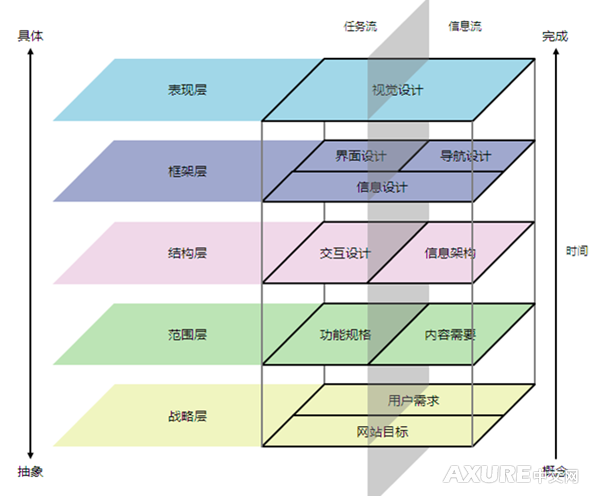 具体
任务流
信息流
完成
表现层
视觉设计
框架层
界面设计
导航设计
信息设计
结构层
交互设计
信息架构
时间
范围层
功能规格
内容需要
战略层
用户需求
网站目标
抽象
概念
AXURE中文网